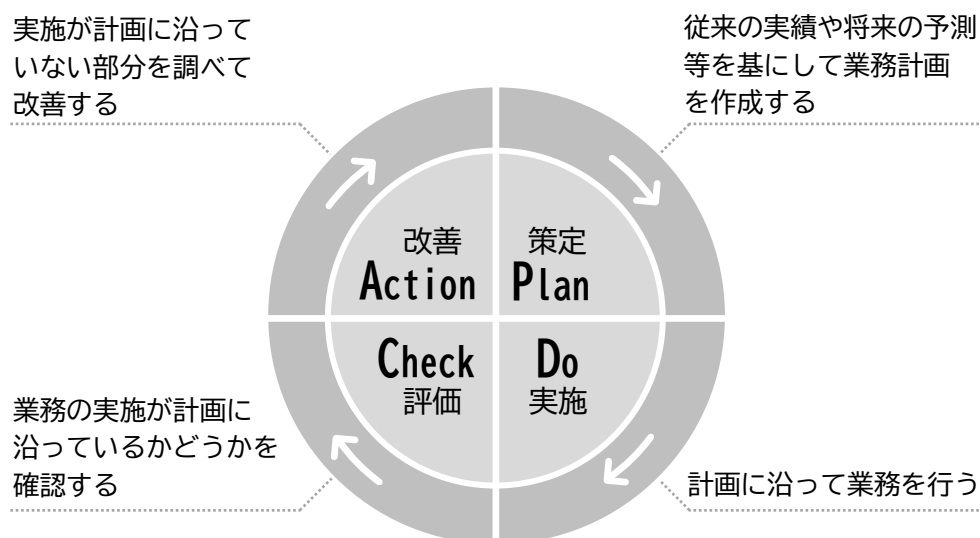 実施が計画に沿って
いない部分を調べて
改善する
従来の実績や将来の予測
等を基にして業務計画
を作成する
改善
Action
策定
Plan
Check
評価
Do
実施
業務の実施が計画に
沿っているかどうかを
確認する
計画に沿って業務を行う